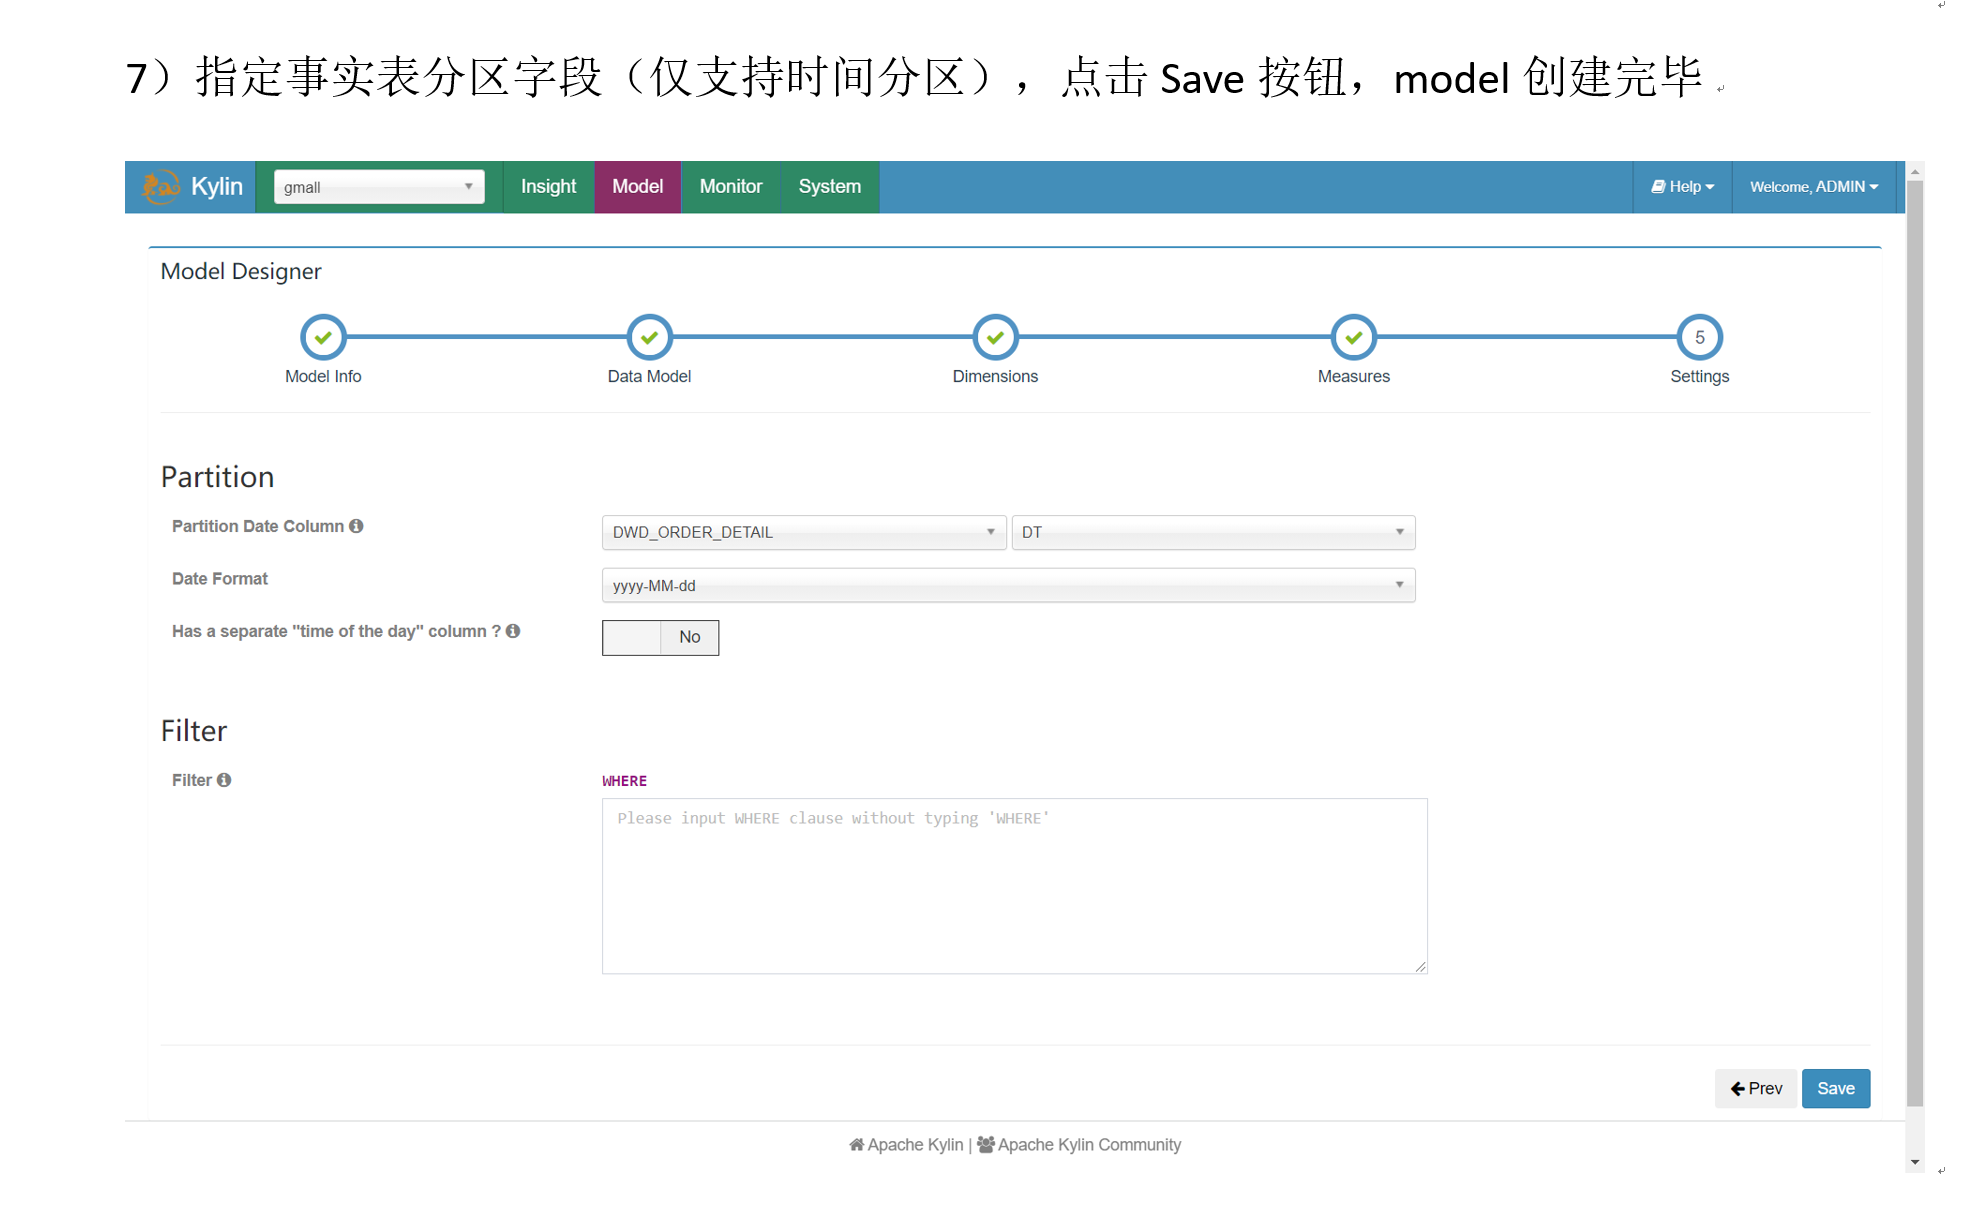 7）指定事实表分区字段（仅支持时间分区），点击 Save 按钮，model 创建完毕
Kylin gmall Insight Model Monitor System Help Welcome, ADMIN
Model Designer
5
Model Info Data Model Dimensions Measures Settings
Partition
Partition Date Column DWD_ORDER_DETAIL DT
Date Format yyyy-MM-dd
Has a separate "time of the day" column ? No
Filter
Filter WHERE
Please input WHERE clause without typing 'WHERE'
Prev Save
Apache Kylin | Apache Kylin Community